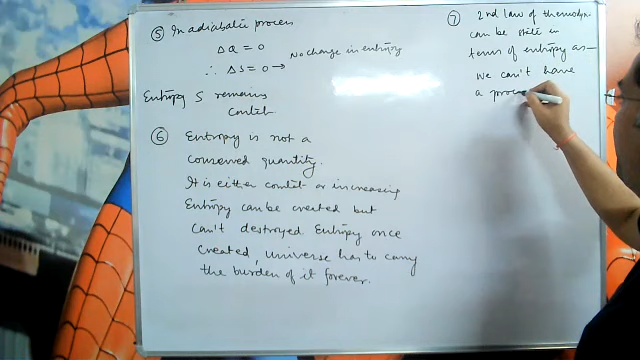 ⑤ In adiabatic process
ΔQ = 0
∴ ΔS = 0 → No change in entropy
Entropy S remains
constt.
⑥ Entropy is not a
conserved quantity.
It is either constt or increasing
Entropy can be created but
can't destroyed. Entropy once
created, universe has to carry
the burden of it forever.
⑦ 2nd law of thermodyn.
can be state in
terms of entropy as—
we can't have
a proce